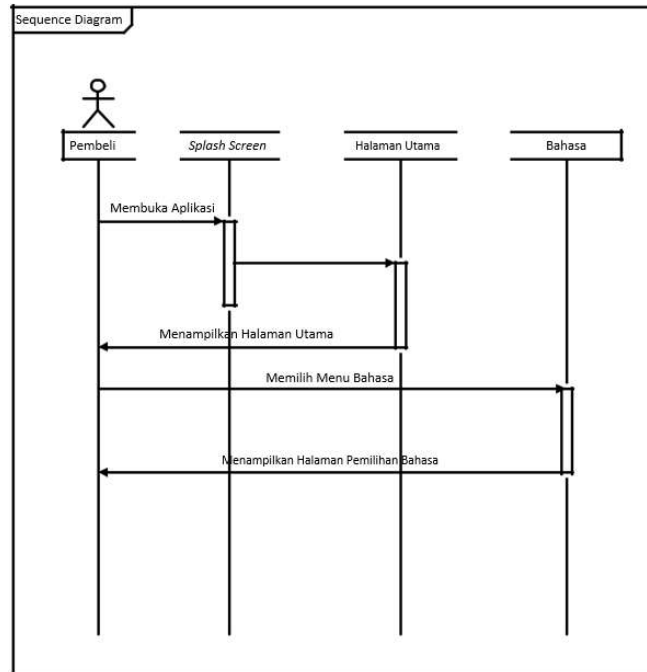 Sequence Diagram
Pembeli
Splash Screen
Halaman Utama
Bahasa
Membuka Aplikasi
Menampilkan Halaman Utama
Memilih Menu Bahasa
Menampilkan Halaman Pemilihan Bahasa